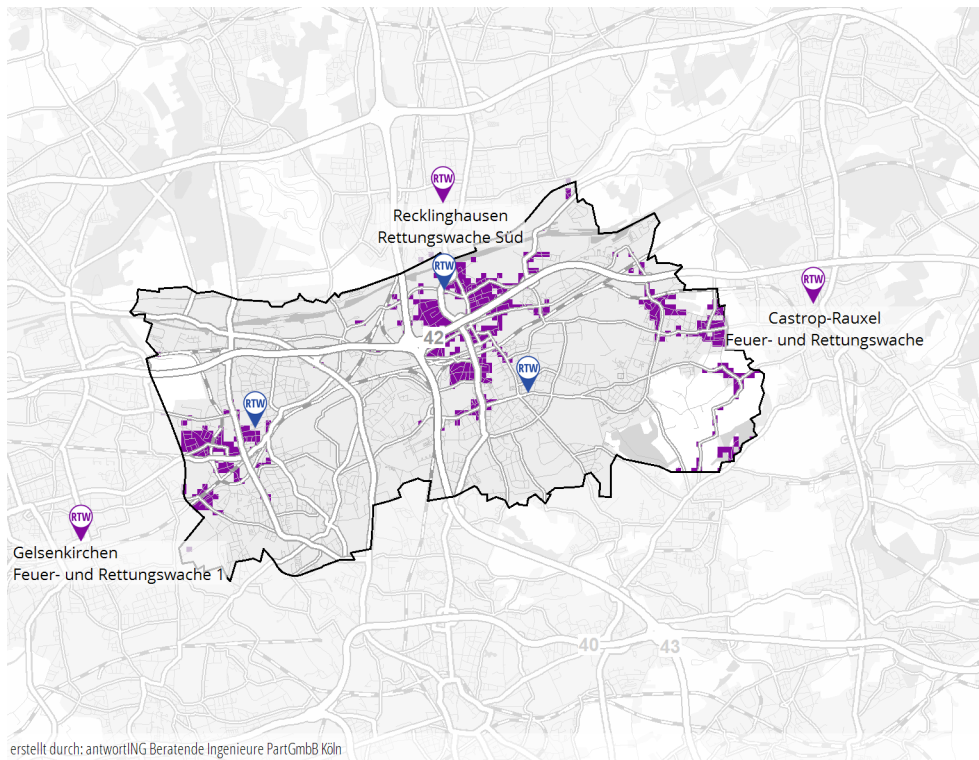 RTW
Recklinghausen
Rettungswache Süd
RTW
RTW
Castrop-Rauxel
Feuer- und Rettungswache
42
RTW
RTW
RTW
Gelsenkirchen
Feuer- und Rettungswache 1
40
43
erstellt durch: antwortING Beratende Ingenieure PartGmbB Köln